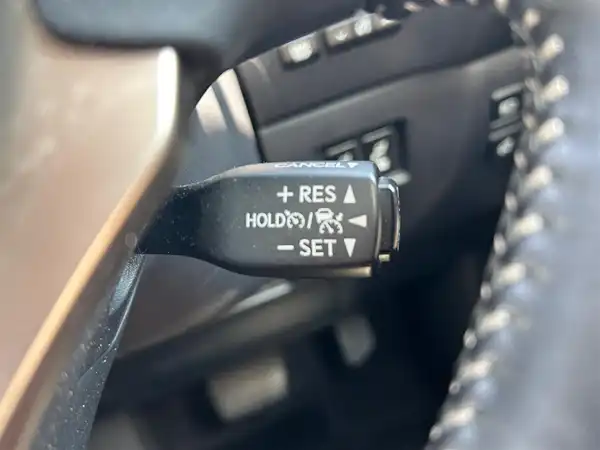 CANCEL▼
+ RES ▲
HOLD / ◄
− SET ▼